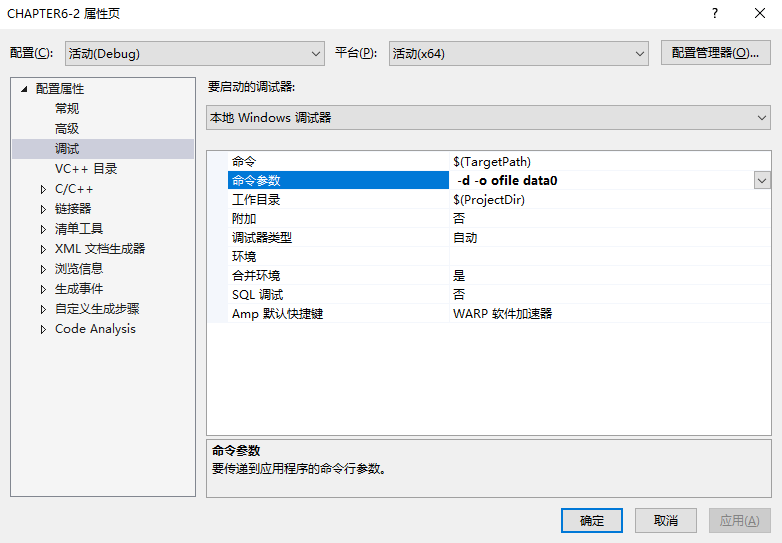 CHAPTER6-2 属性页
配置(C): 活动(Debug) 平台(P): 活动(x64) 配置管理器(O)...
配置属性
常规
高级
调试
VC++ 目录
C/C++
链接器
清单工具
XML 文档生成器
浏览信息
生成事件
自定义生成步骤
Code Analysis
要启动的调试器:
本地 Windows 调试器
命令 $(TargetPath)
命令参数 -d -o ofile data0
工作目录 $(ProjectDir)
附加 否
调试器类型 自动
环境
合并环境 是
SQL 调试 否
Amp 默认快捷键 WARP 软件加速器
命令参数
要传递到应用程序的命令行参数。
确定 取消 应用(A)